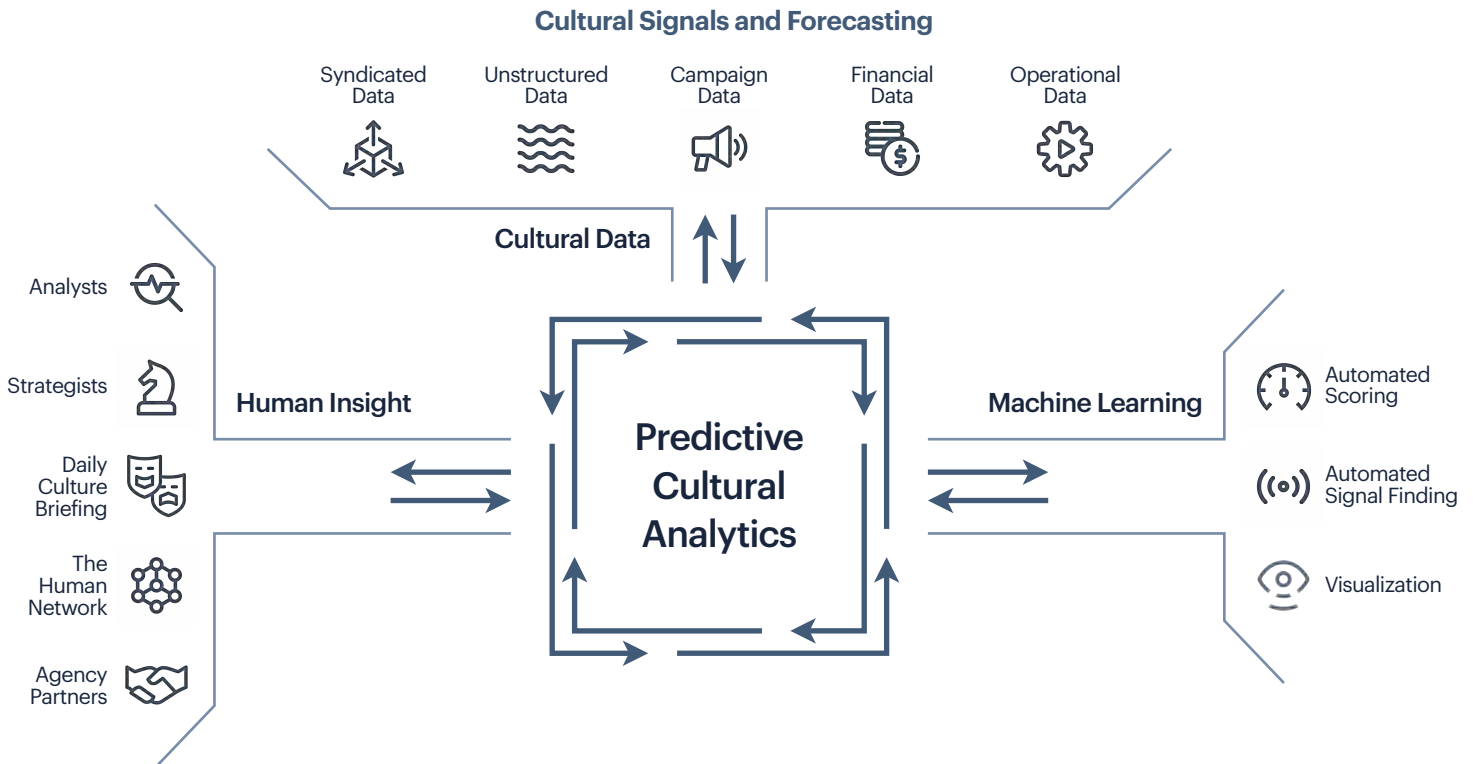 Cultural Signals and Forecasting
Syndicated
Data
Unstructured
Data
Campaign
Data
Financial
Data
Operational
Data
Cultural Data
Analysts
Strategists
Daily
Culture
Briefing
The
Human
Network
Agency
Partners
Human Insight
Predictive
Cultural
Analytics
Machine Learning
Automated
Scoring
Automated
Signal Finding
Visualization